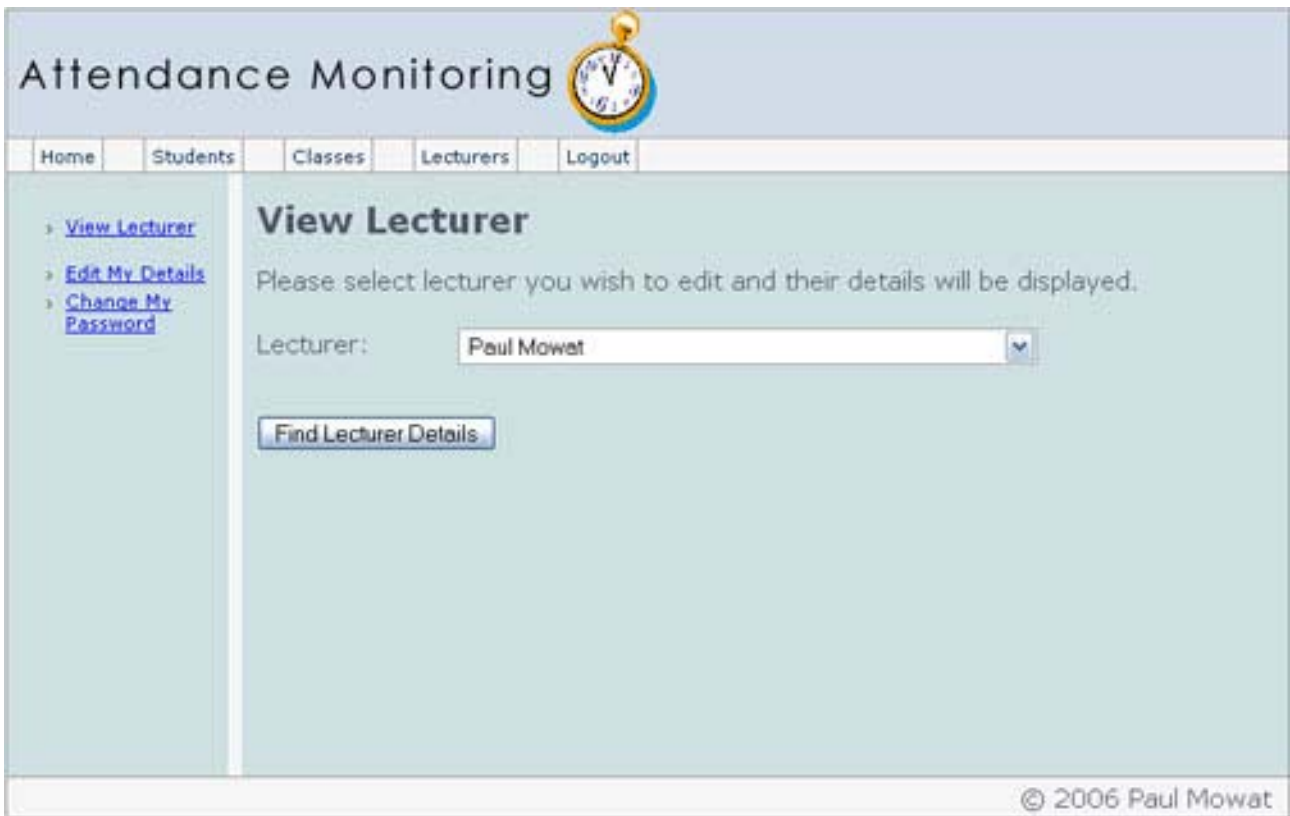 Attendance Monitoring
Home Students Classes Lecturers Logout
View Lecturer
Edit My Details
Change My
Password
View Lecturer
Please select lecturer you wish to edit and their details will be displayed.
Lecturer: Paul Mowat
Find Lecturer Details
© 2006 Paul Mowat